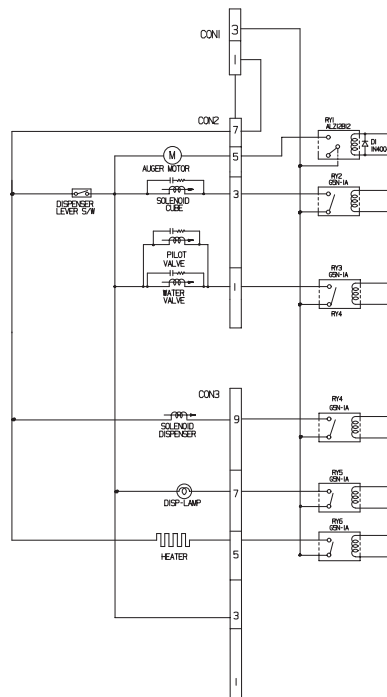 CON1
3
1
CON2
7
5
3
1
M
AUGER MOTOR
DISPENSER
LEVER S/W
SOLENOID
CUBE
PILOT
VALVE
WATER
VALVE
RY1
ALZ12B12
D1
1N400
RY2
G5N-1A
RY3
G5N-1A
RY4
CON3
9
7
5
3
1
SOLENOID
DISPENSER
DISP-LAMP
HEATER
RY4
G5N-1A
RY5
G5N-1A
RY6
G5N-1A